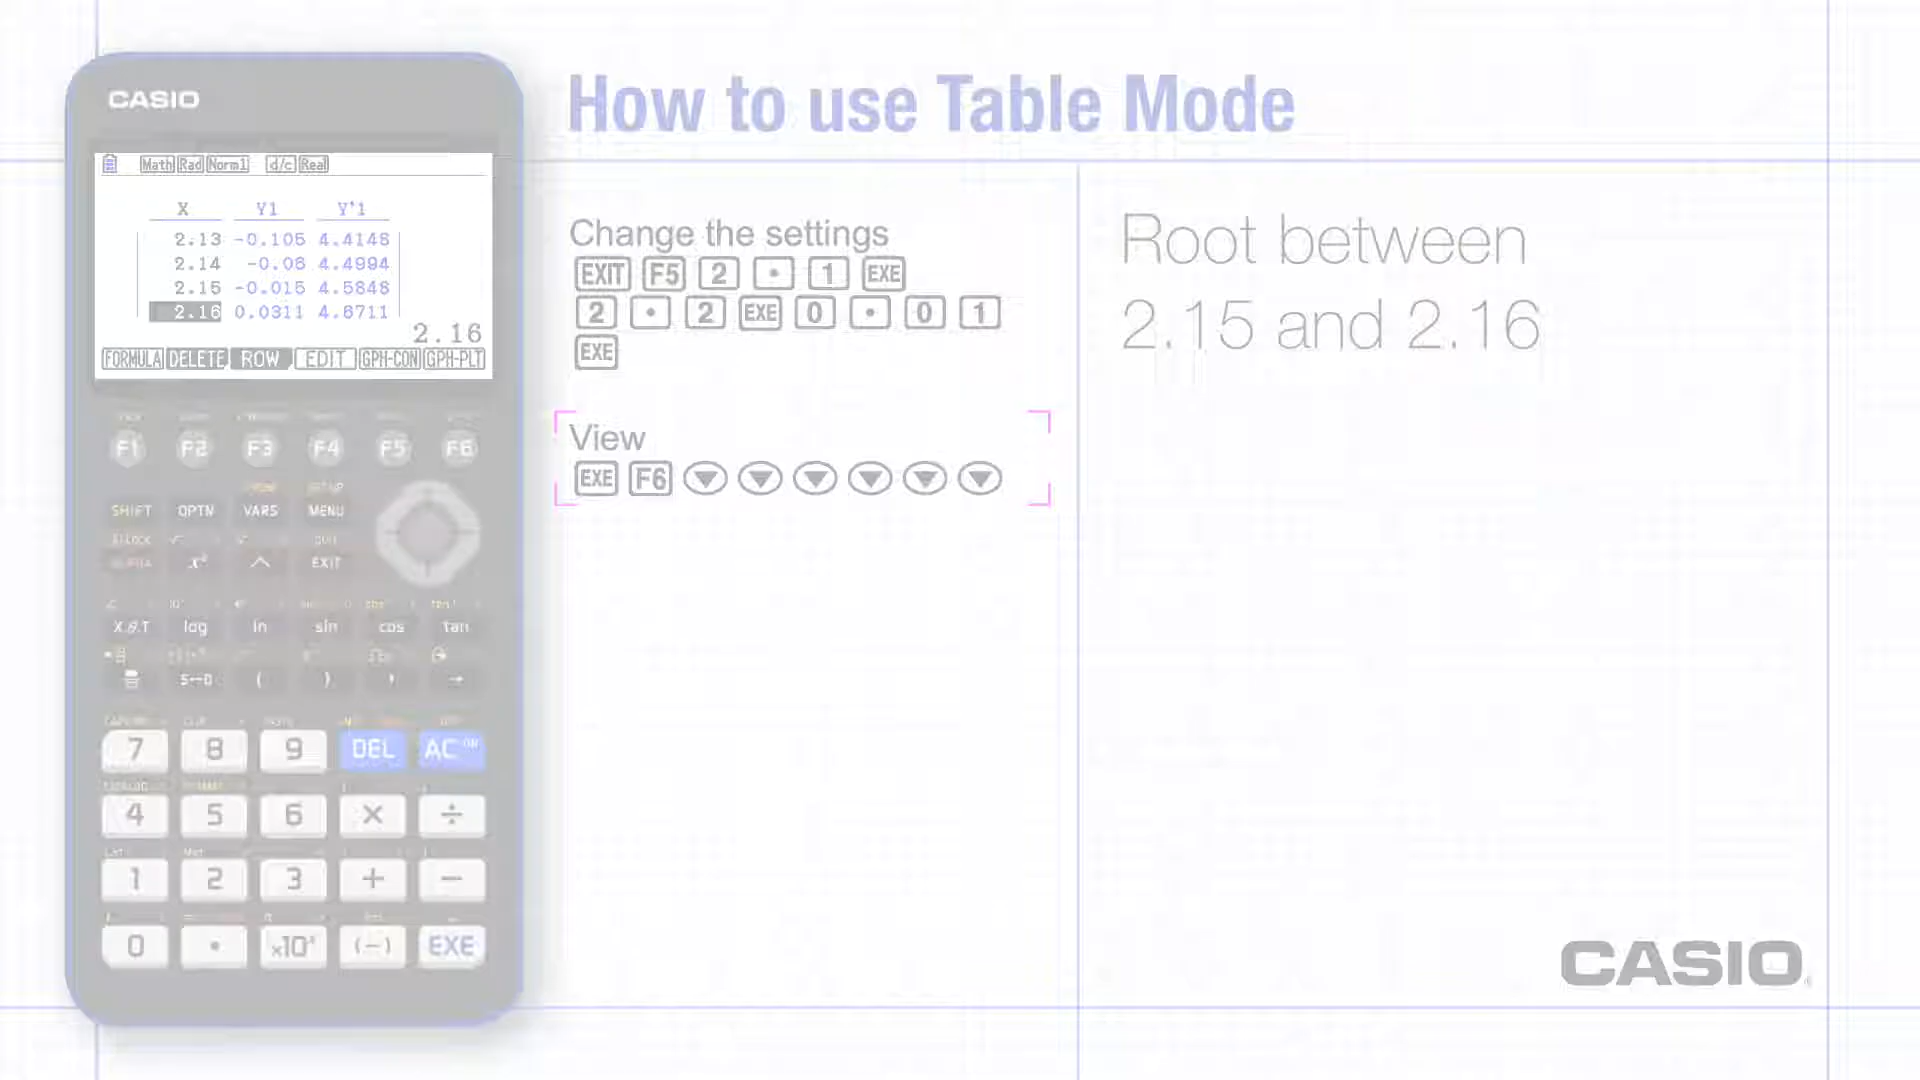 CASIO
How to use Table Mode
Math Rad Norm1 d/c Real
X Y1 Y'1
2.13 -0.105 4.4146
2.14 -0.06 4.4994
2.15 -0.015 4.5848
2.16 0.0311 4.6711
2.16
FORMULA DELETE ROW EDIT GPH-CON GPH-PLT
Change the settings
EXIT F5 2 • 1 EXE
2 • 2 EXE 0 • 0 1
EXE
View
EXE F6
Root between
2.15 and 2.16
F1 F2 F3 F4 F5 F6
SET UP
SHIFT OPTN VARS MENU
x² EXIT
X,θ,T log ln sin cos tan
( ) , →
7 8 9 DEL AC ON
4 5 6 × ÷
1 2 3 + −
0 • ×10ˣ (−) EXE
CASIO